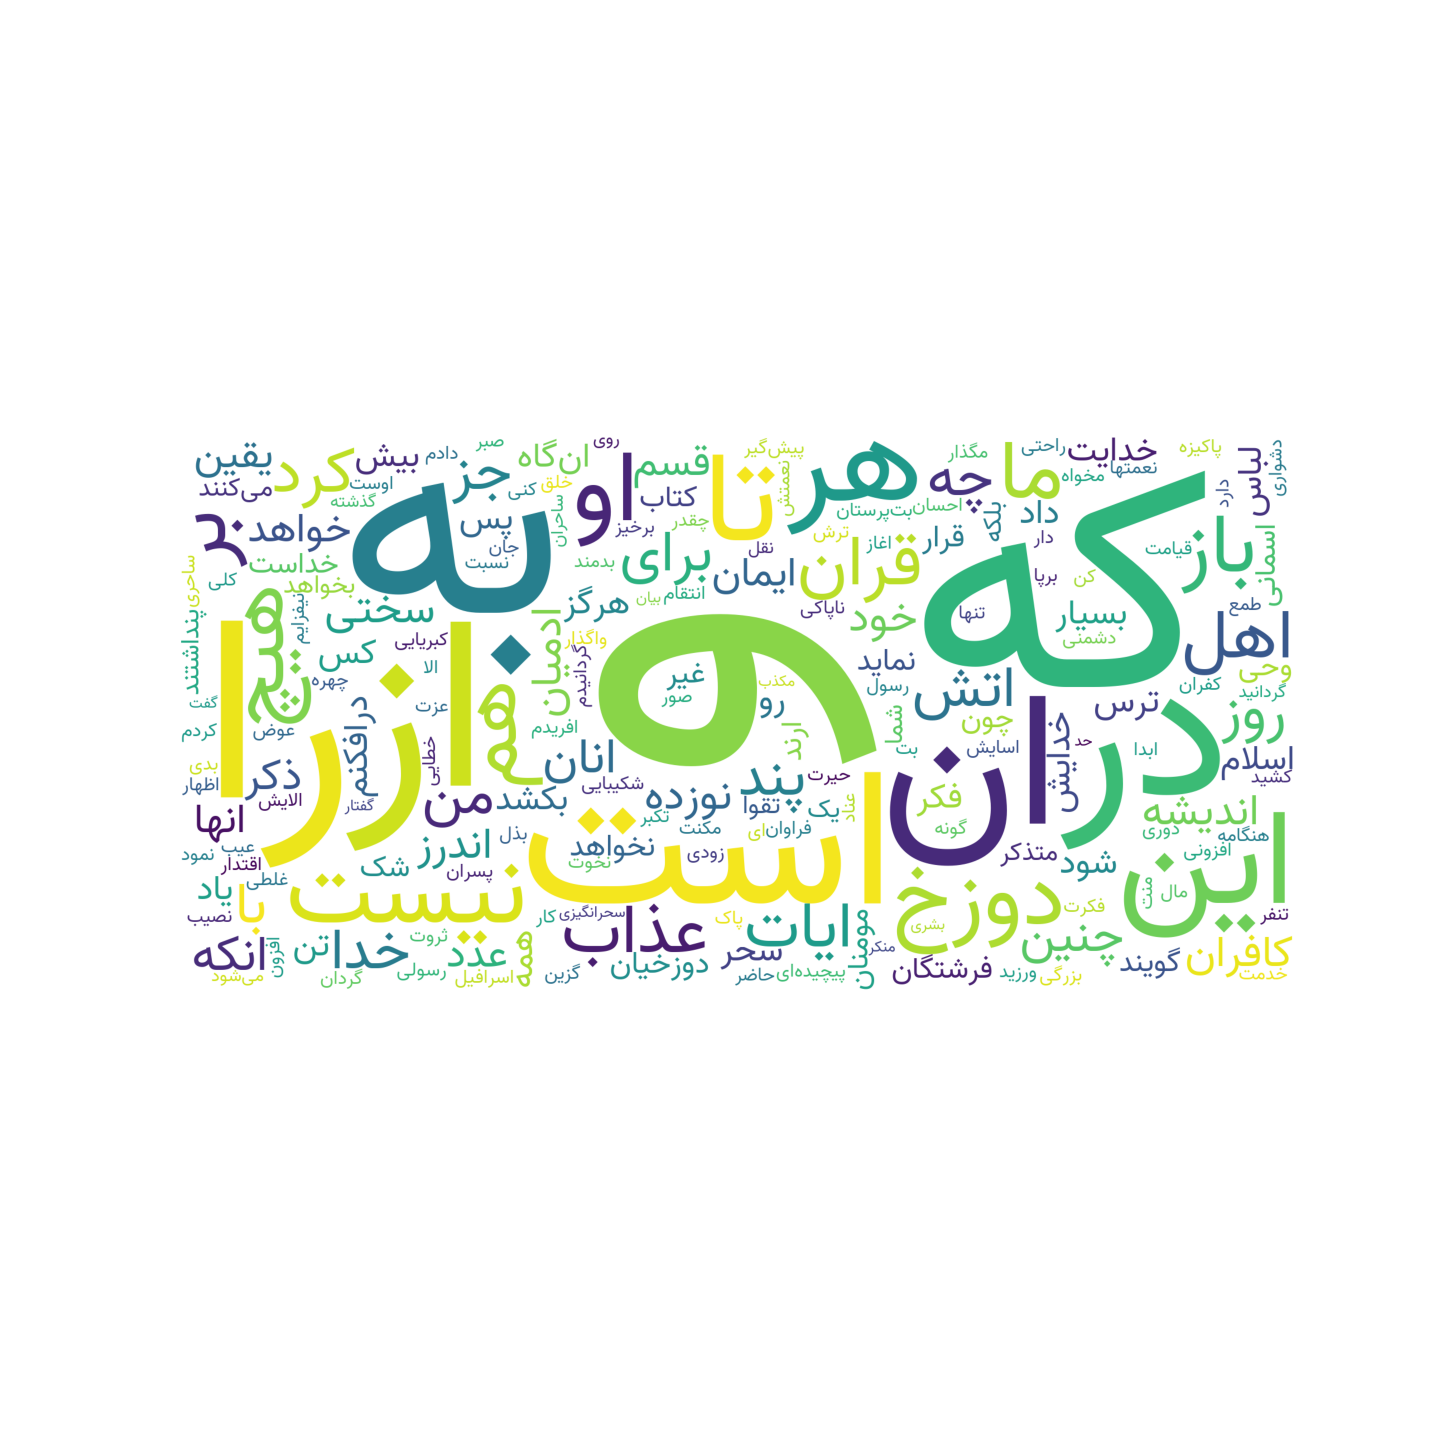 و
که
به
از
را
در
ان
است
این
هر
تا
او
هم
هیچ
نیست
دوزخ
ما
چه
باز
اهل
بر
کرد
جز
قران
برای
خدا
عذاب
ایات
با
من
روز
اتش
پند
خود
قسم
یقین
بیش
ان‌گاه
کتاب
خدایت
لباس
داد
قرار
ایمان
خواهد
پس
خداست
سختی
هرگز
کس
ادمیان
درافکنم
ذکر
انها
انان
بکشد
نوزده
نخواهد
اندرز
شک
یاد
انکه
تن
عدد
همه
سحر
دوزخیان
مومنان
فرشتگان
چنین
گویند
کافران
شود
متذکر
اندیشه
اسلام
خدایش
ترس
بسیار
نماید
چون
فکر
یک
تقوا
رو
غیر
شما
ارند
وحی
اسمانی
بلکه
می‌کنند
بخواهد
پنداشتند
کلی
ساحری
نیفزایم
چهره
کبریایی
الا
عزت
عوض
گفت
کردم
بدی
اظهار
الایش
خطایی
گفتار
عیب
نمود
اقتدار
غلطی
نصیب
افزون
می‌شود
گردان
ثروت
رسولی
اسرافیل
پسران
بذل
نخوت
کار
سحرانگیزی
گزین
حاضر
پیچیده‌ای
منکر
پاک
بشری
ورزید
بزرگی
خدمت
تنفر
مال
منت
فکرت
افزونی
هنگامه
دوری
کشید
گردانید
کفران
ابدا
حد
اسایش
گونه
عناد
حیرت
فراوان
ای
زودی
مکنت
تکبر
شکیبایی
افریدم
گردانیدم
واگذار
بیان
انتقام
بدمند
صور
مکذب
بت
رسول
ناپاکی
تنها
دشمنی
کن
برپا
دار
قیامت
طمع
دارد
دشواری
پاکیزه
نعمتها
مخواه
راحتی
مگذار
احسان
بت‌پرستان
اغاز
ترش
نقل
نعمتش
پیش‌گیر
چقدر
برخیز
روی
خلق
ساحران
کنی
صبر
دادم
اوست
گذشته
جان
نسبت